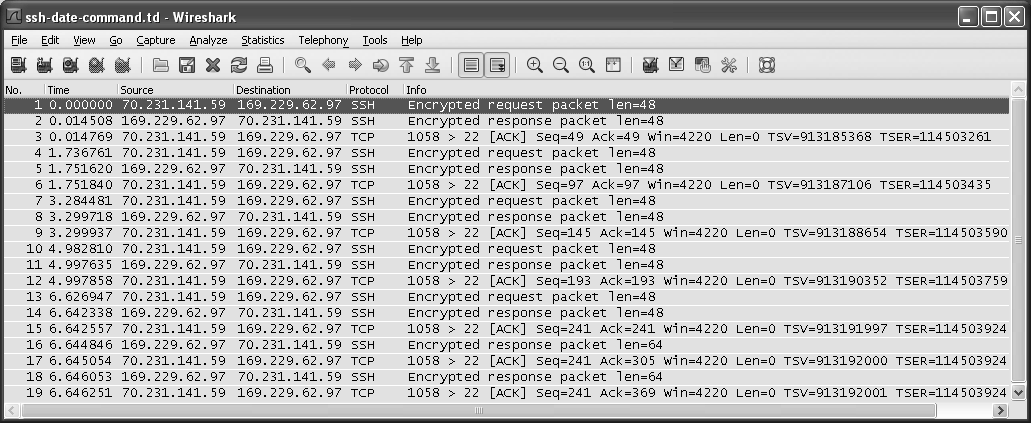 ssh-date-command.td - Wireshark
File Edit View Go Capture Analyze Statistics Telephony Tools Help
No. Time Source Destination Protocol Info
1 0.000000 70.231.141.59 169.229.62.97 SSH Encrypted request packet len=48
2 0.014508 169.229.62.97 70.231.141.59 SSH Encrypted response packet len=48
3 0.014769 70.231.141.59 169.229.62.97 TCP 1058 > 22 [ACK] Seq=49 Ack=49 Win=4220 Len=0 TSV=913185368 TSER=114503261
4 1.736761 70.231.141.59 169.229.62.97 SSH Encrypted request packet len=48
5 1.751620 169.229.62.97 70.231.141.59 SSH Encrypted response packet len=48
6 1.751840 70.231.141.59 169.229.62.97 TCP 1058 > 22 [ACK] Seq=97 Ack=97 Win=4220 Len=0 TSV=913187106 TSER=114503435
7 3.284481 70.231.141.59 169.229.62.97 SSH Encrypted request packet len=48
8 3.299718 169.229.62.97 70.231.141.59 SSH Encrypted response packet len=48
9 3.299937 70.231.141.59 169.229.62.97 TCP 1058 > 22 [ACK] Seq=145 Ack=145 Win=4220 Len=0 TSV=913188654 TSER=114503590
10 4.982810 70.231.141.59 169.229.62.97 SSH Encrypted request packet len=48
11 4.997635 169.229.62.97 70.231.141.59 SSH Encrypted response packet len=48
12 4.997858 70.231.141.59 169.229.62.97 TCP 1058 > 22 [ACK] Seq=193 Ack=193 Win=4220 Len=0 TSV=913190352 TSER=114503759
13 6.626947 70.231.141.59 169.229.62.97 SSH Encrypted request packet len=48
14 6.642338 169.229.62.97 70.231.141.59 SSH Encrypted response packet len=48
15 6.642557 70.231.141.59 169.229.62.97 TCP 1058 > 22 [ACK] Seq=241 Ack=241 Win=4220 Len=0 TSV=913191997 TSER=114503924
16 6.644846 169.229.62.97 70.231.141.59 SSH Encrypted response packet len=64
17 6.645054 70.231.141.59 169.229.62.97 TCP 1058 > 22 [ACK] Seq=241 Ack=305 Win=4220 Len=0 TSV=913192000 TSER=114503924
18 6.646053 169.229.62.97 70.231.141.59 SSH Encrypted response packet len=64
19 6.646251 70.231.141.59 169.229.62.97 TCP 1058 > 22 [ACK] Seq=241 Ack=369 Win=4220 Len=0 TSV=913192001 TSER=114503924